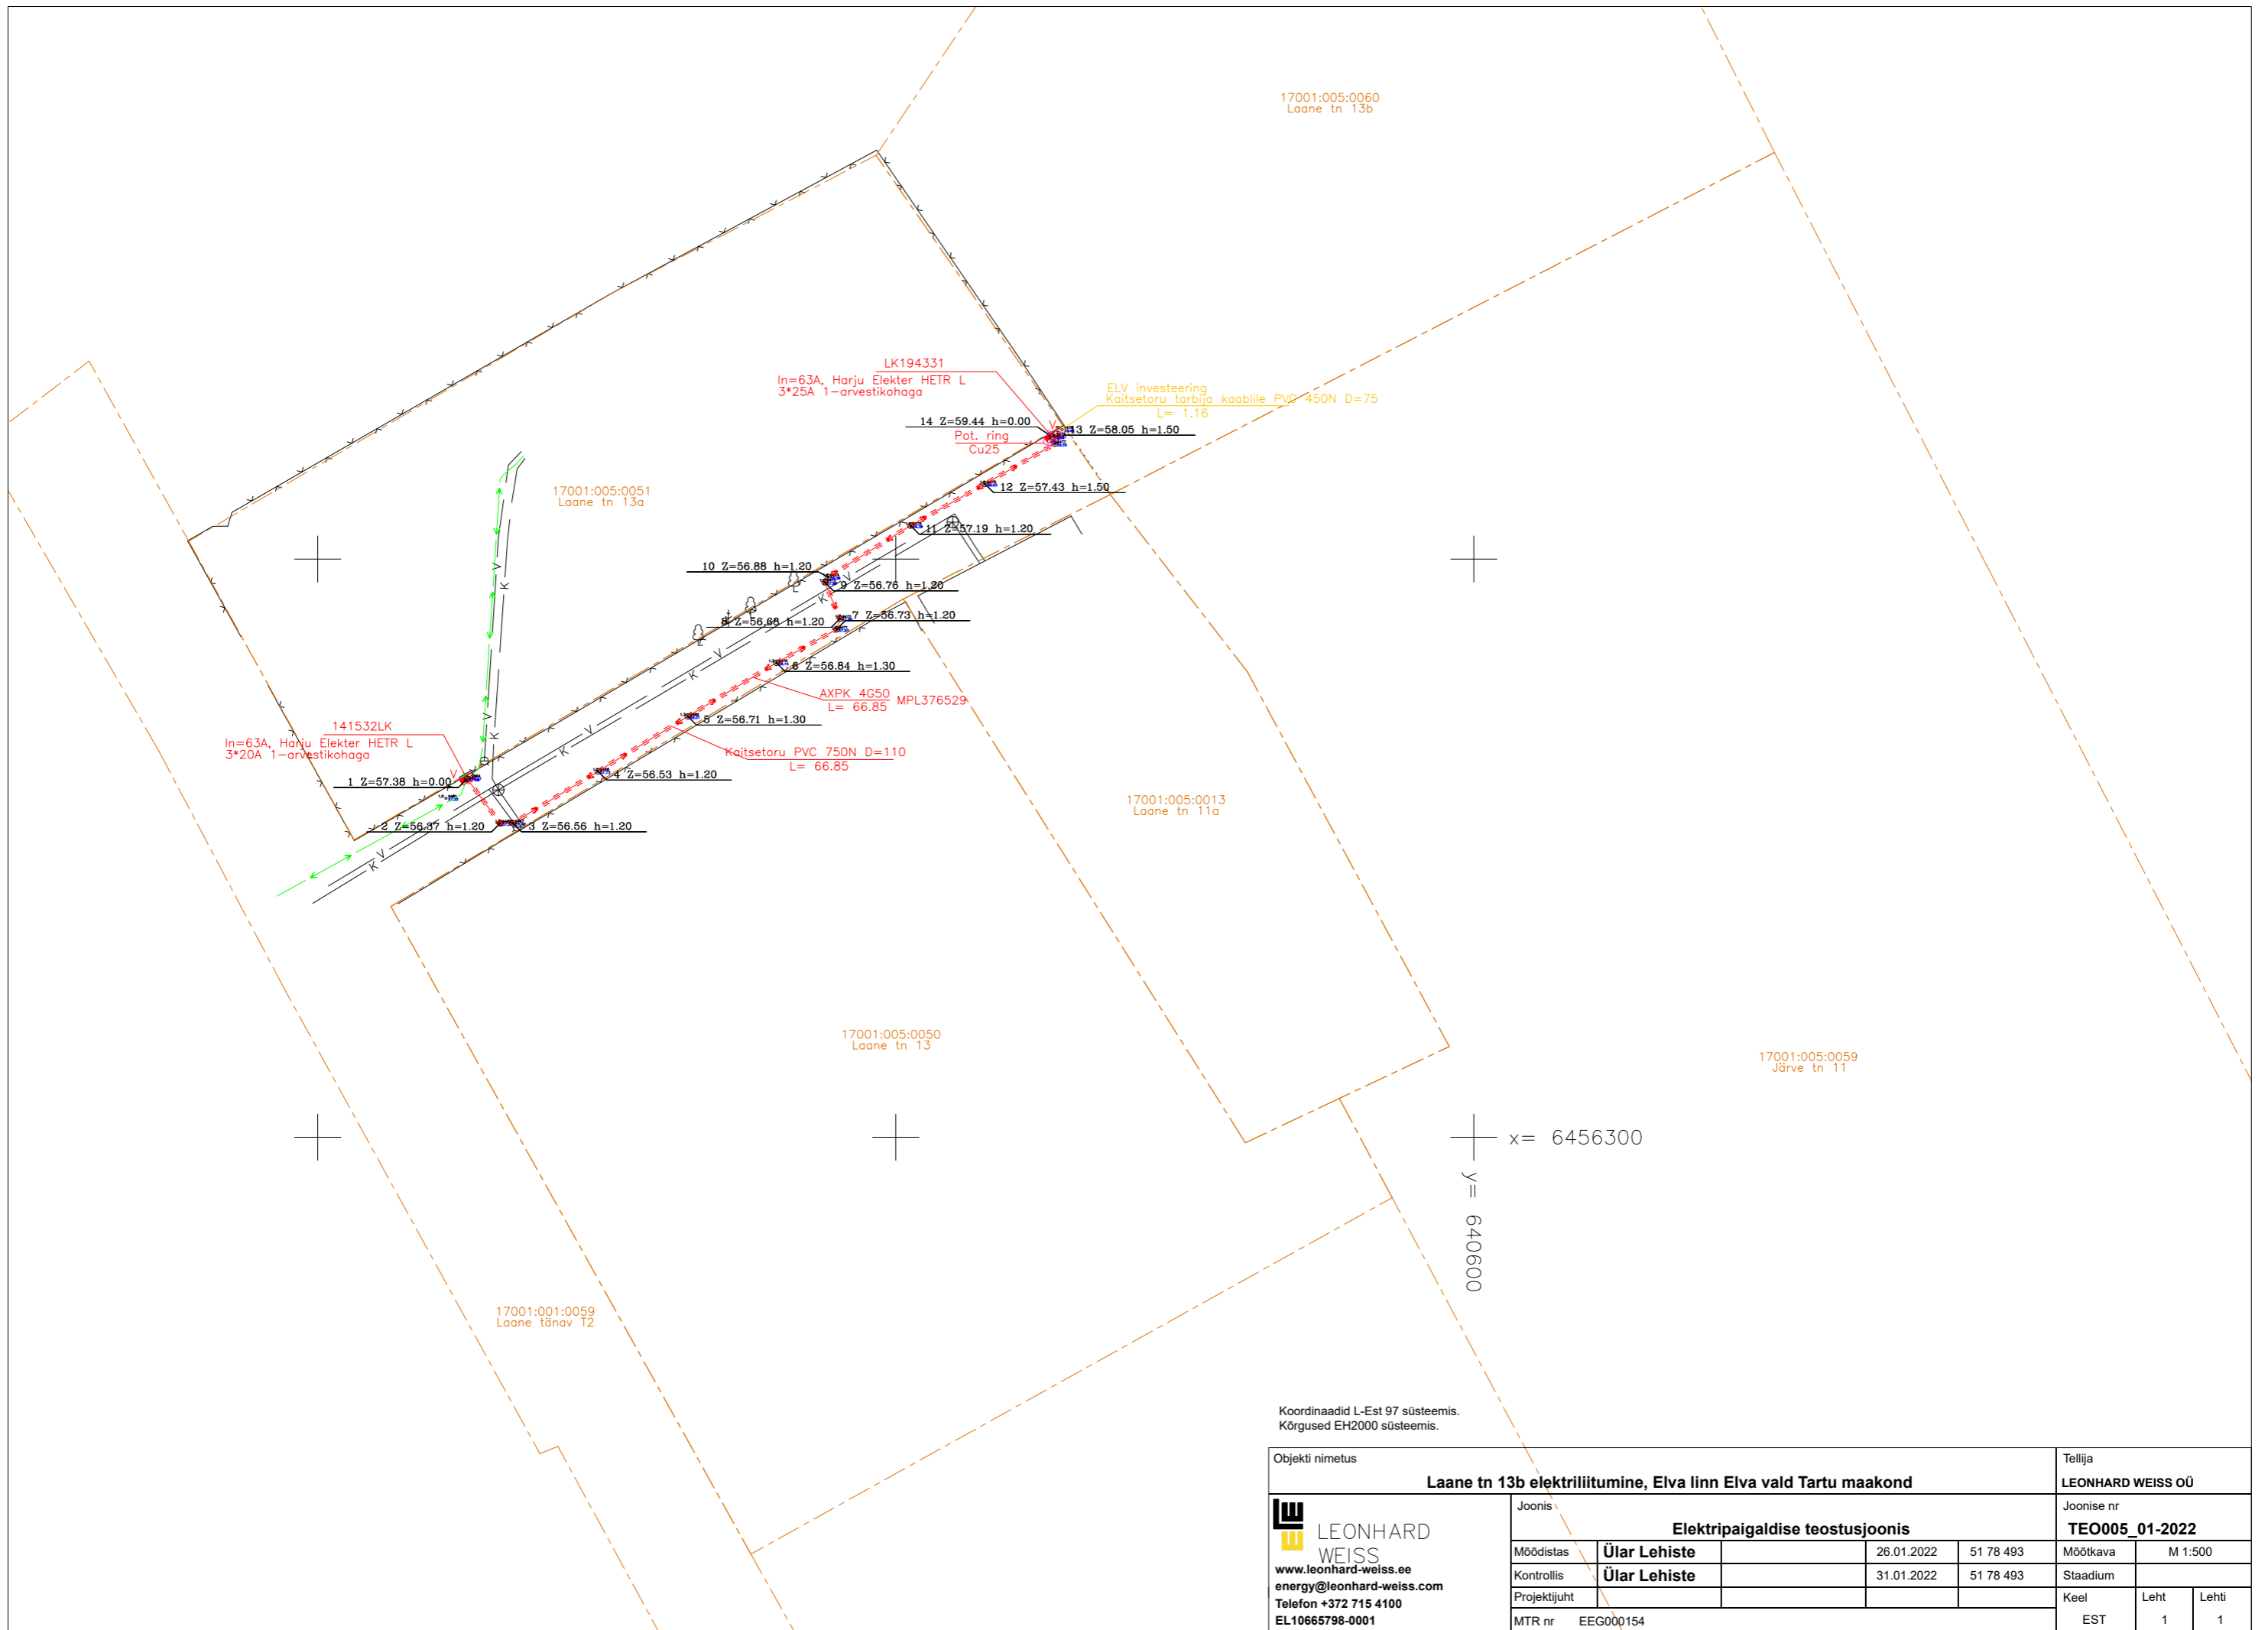 17001:005:0060
Laane tn 13b
LK194331
In=63A, Harju Elekter HETR L
3*25A 1-arvestikohaga
ELV investeering
Kaitsetoru tarbija kaablile PVC 450N D=75
L= 1.16
14 Z=59.44 h=0.00
V
13 Z=58.05 h=1.50
Pot. ring
Cu25
12 Z=57.43 h=1.50
17001:005:0051
Laane tn 13a
11 Z=57.19 h=1.20
10 Z=56.88 h=1.20
9 Z=56.76 h=1.20
8 Z=56.68 h=1.20
7 Z=56.73 h=1.20
6 Z=56.84 h=1.30
AXPK 4G50
L= 66.85
MPL376529
5 Z=56.71 h=1.30
141532LK
In=63A, Harju Elekter HETR L
3*20A 1-arvestikohaga
Kaitsetoru PVC 750N D=110
L= 66.85
V
1 Z=57.38 h=0.00
4 Z=56.53 h=1.20
2 Z=56.37 h=1.20
3 Z=56.56 h=1.20
V
K
V
K
V
K
V
K
V
K
V
K
17001:005:0013
Laane tn 11a
17001:005:0050
Laane tn 13
17001:005:0059
Järve tn 11
x= 6456300
y= 640600
17001:001:0059
Laane tänav T2
Koordinaadid L-Est 97 süsteemis.
Kõrgused EH2000 süsteemis.
Objekti nimetus
Laane tn 13b elektriliitumine, Elva linn Elva vald Tartu maakond
Tellija
LEONHARD WEISS OÜ
LEONHARD
WEISS
www.leonhard-weiss.ee
energy@leonhard-weiss.com
Telefon +372 715 4100
EL10665798-0001
Joonis
Elektripaigaldise teostusjoonis
Joonise nr
TEO005_01-2022
Mõõdistas Ülar Lehiste 26.01.2022 51 78 493
Mõõtkava M 1:500
Kontrollis Ülar Lehiste 31.01.2022 51 78 493
Staadium
Projektijuht
MTR nr EEG000154
Keel Leht Lehti
EST 1 1